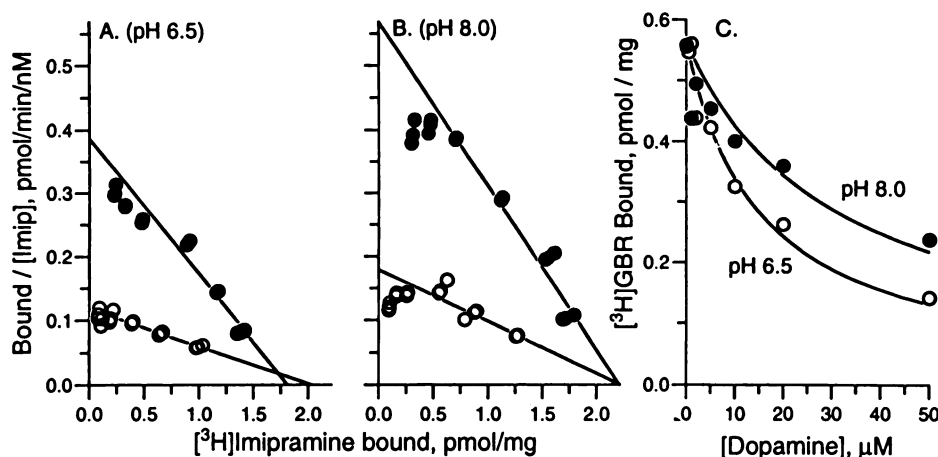 A. (pH 6.5)
B. (pH 8.0)
C.
Bound / [Imip], pmol/min/nM
0.5
0.4
0.3
0.2
0.1
0.0
0.0 0.5 1.0 1.5 2.0
0.0 0.5 1.0 1.5 2.0
[³H]Imipramine bound, pmol/mg
[³H]GBR Bound, pmol / mg
0.6
0.4
0.2
0.0
pH 8.0
pH 6.5
0 10 20 30 40 50
[Dopamine], μM